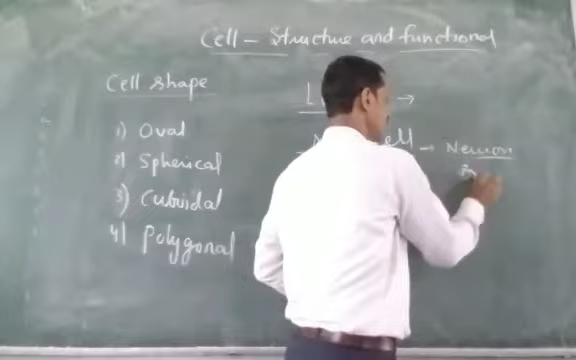 Cell – Structure and functional
Cell shape
1) Oval
2) Spherical
3) Cuboidal
4) Polygonal
L →
→ Neuron